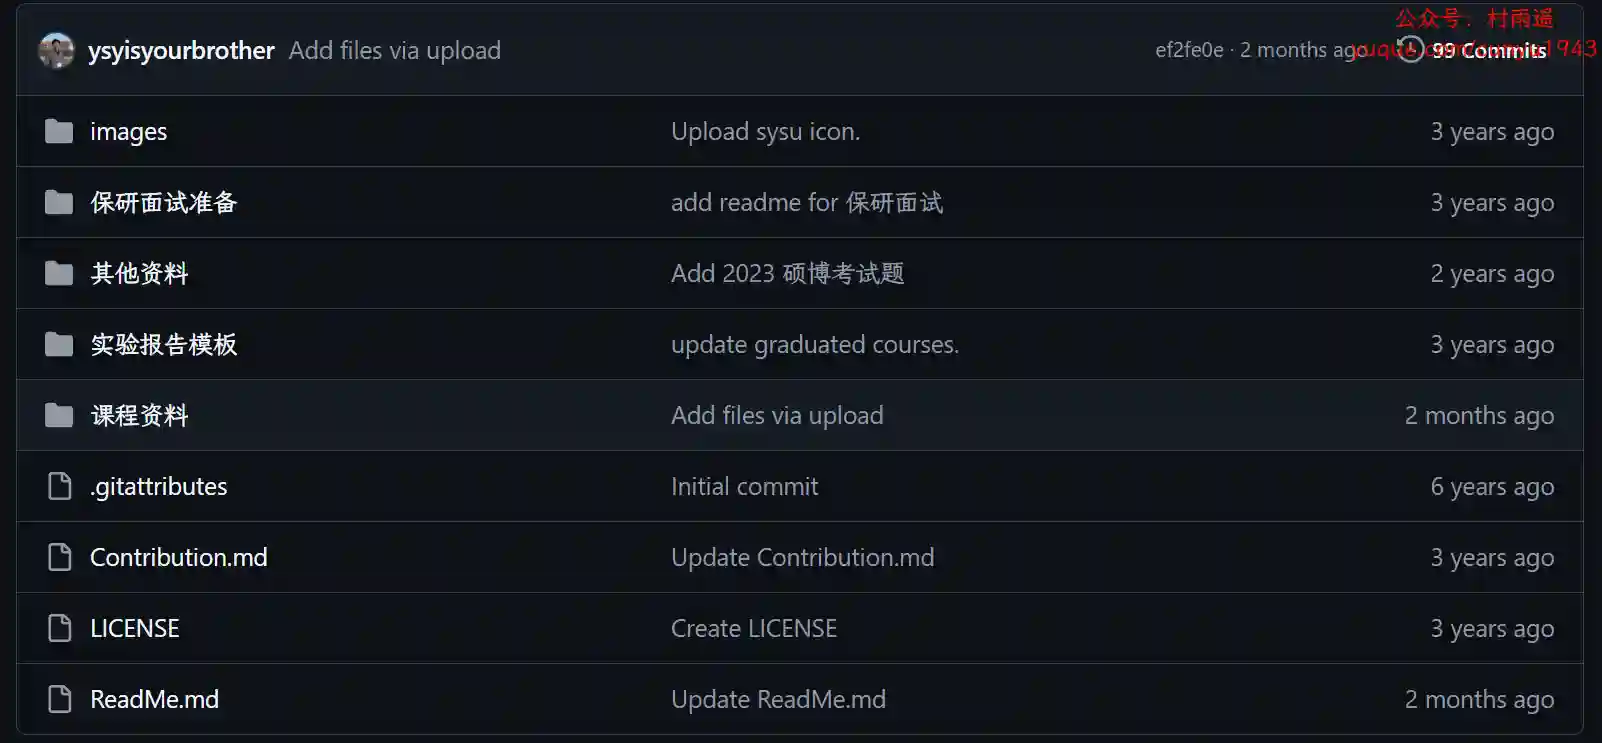 公众号：村雨遥
ysyisyourbrother Add files via upload ef2fe0e · 2 months ago 99 Commits
images Upload sysu icon. 3 years ago
保研面试准备 add readme for 保研面试 3 years ago
其他资料 Add 2023 硕博考试题 2 years ago
实验报告模板 update graduated courses. 3 years ago
课程资料 Add files via upload 2 months ago
.gitattributes Initial commit 6 years ago
Contribution.md Update Contribution.md 3 years ago
LICENSE Create LICENSE 3 years ago
ReadMe.md Update ReadMe.md 2 months ago